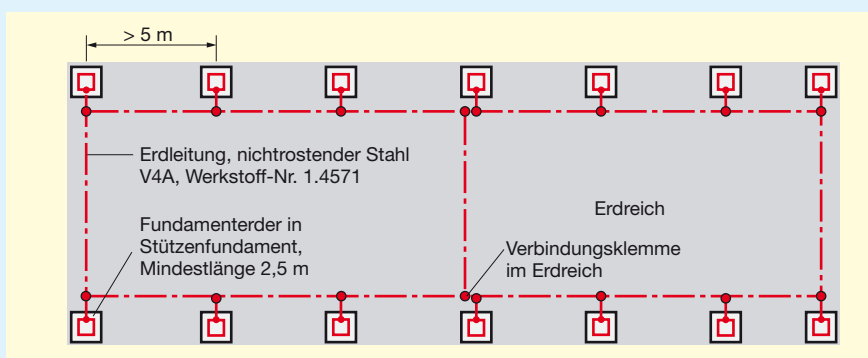 > 5 m
Erdleitung, nichtrostender Stahl
V4A, Werkstoff-Nr. 1.4571
Erdreich
Fundamenterder in
Stützenfundament,
Mindestlänge 2,5 m
Verbindungsklemme
im Erdreich